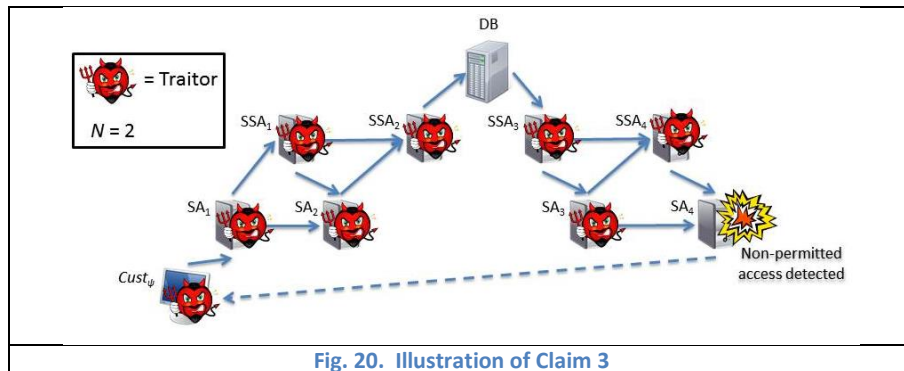 DB
= Traitor
N = 2
SSA₁
SSA₂
SSA₃
SSA₄
SA₁
SA₂
SA₃
SA₄
Non-permitted
access detected
Custψ
Fig. 20. Illustration of Claim 3